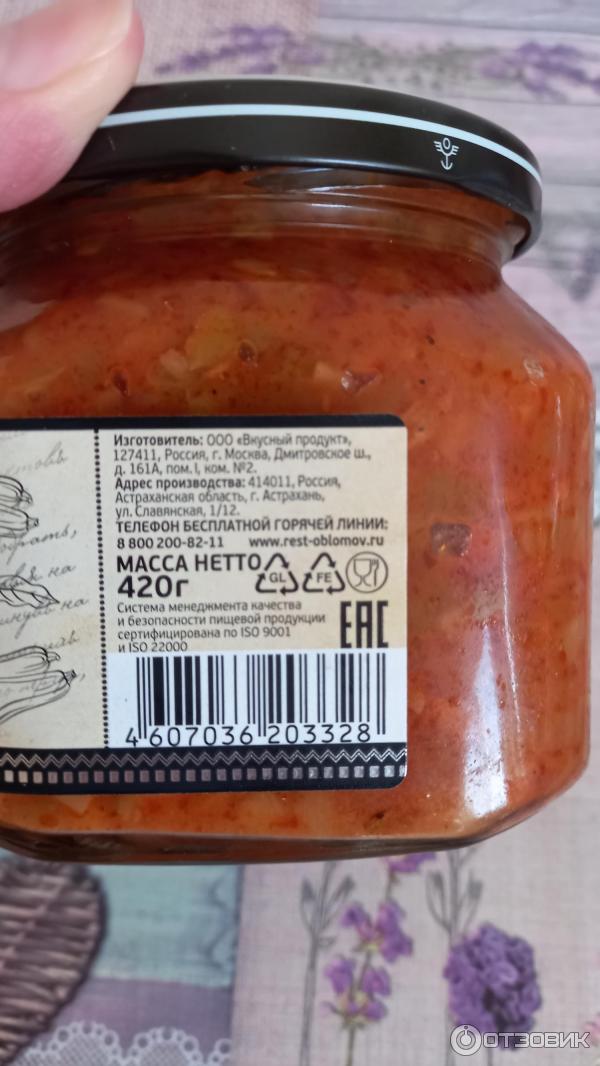 Изготовитель: ООО «Вкусный продукт»,
127411, Россия, г. Москва, Дмитровское ш.,
д. 161А, пом. I, ком. №2.
Адрес производства: 414011, Россия,
Астраханская область, г. Астрахань,
ул. Славянская, 1/12.
ТЕЛЕФОН БЕСПЛАТНОЙ ГОРЯЧЕЙ ЛИНИИ:
8 800 200-82-11 www.rest-oblomov.ru
МАССА НЕТТО
420г
GL FE
Система менеджмента качества
и безопасности пищевой продукции
сертифицирована по ISO 9001
и ISO 22000
EAC
4 607036 203328
на
ОТЗОВИК